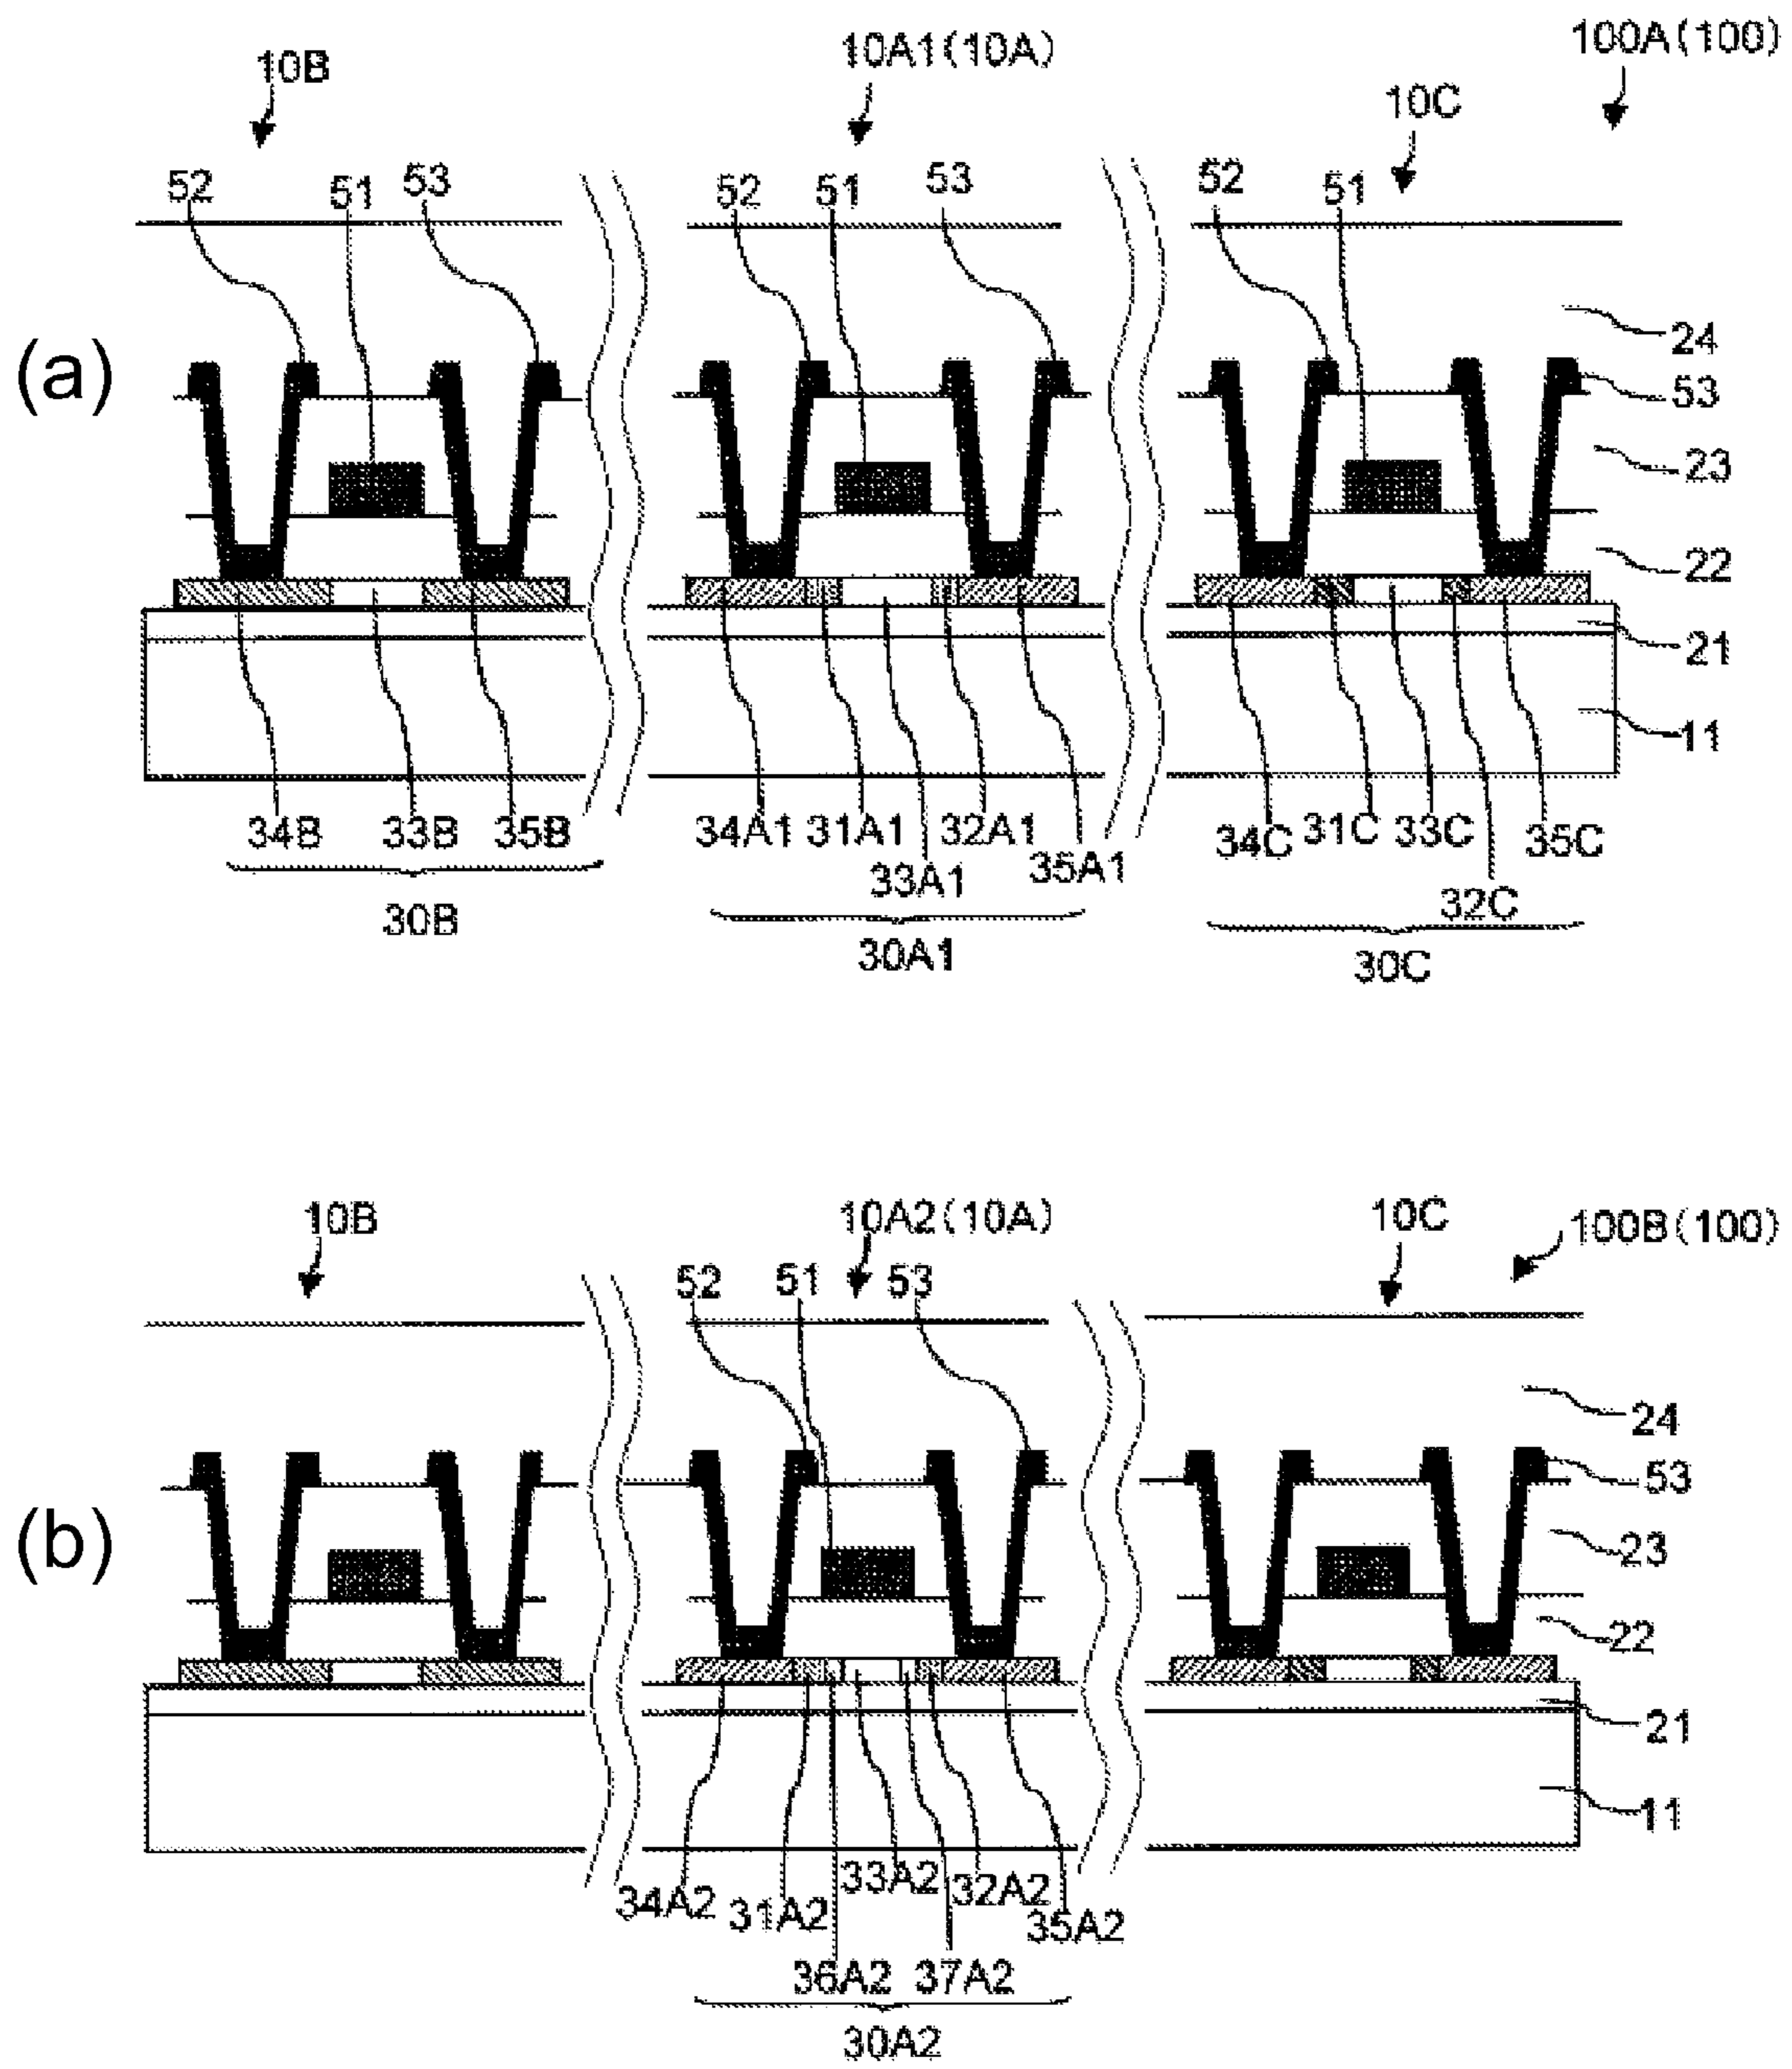 10B 10A1(10A) 10C 100A(100)
52 51 53 52 51 53 52 51
24
(a)
53
23
22
21
11
34B 33B 35B 34A1 31A1 32A1 34C 31C 33C 35C
33A1 35A1 32C
30B 30A1 30C
10B 10A2(10A) 10C 100B(100)
52 51 53
24
53
(b)
23
22
21
11
34A2 31A2 33A2 32A2 35A2
36A2 37A2
30A2